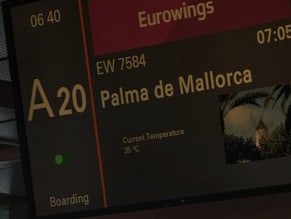 06 40
Eurowings
07:05
EW 7584
A20
Palma de Mallorca
Current Temperature
35 °C
Boarding